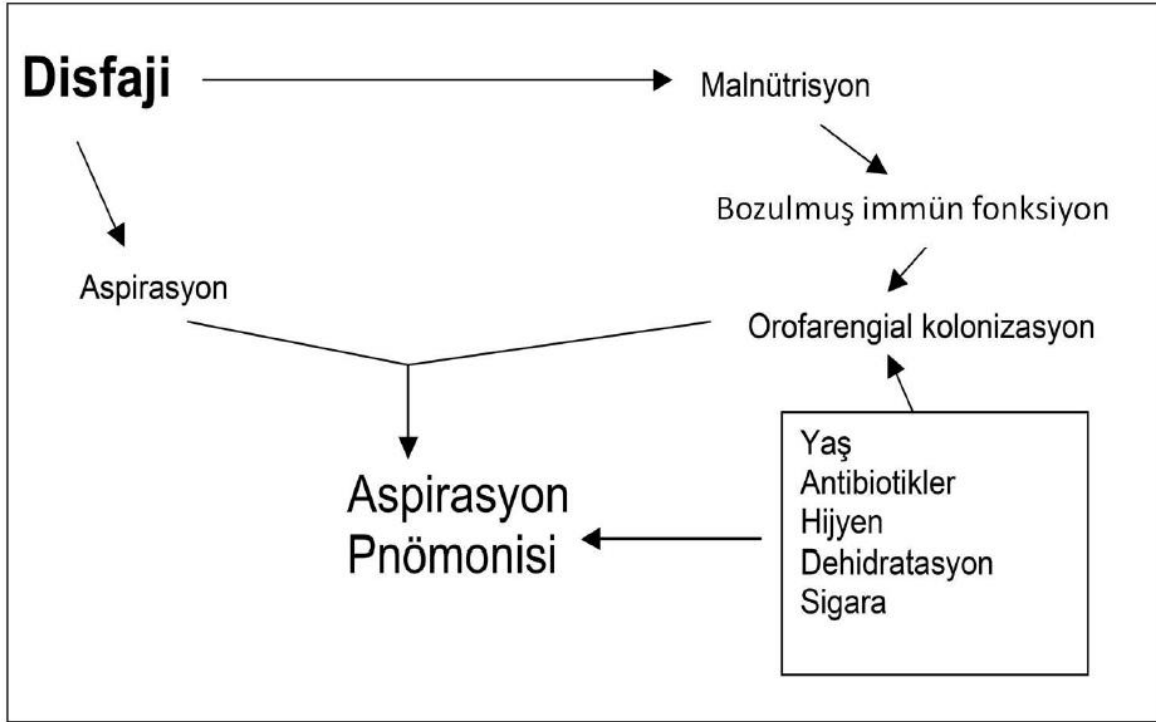 Disfaji
Malnütrisyon
Bozulmuş immün fonksiyon
Aspirasyon
Orofarengial kolonizasyon
Aspirasyon
Pnömonisi
Yaş
Antibiotikler
Hijyen
Dehidratasyon
Sigara